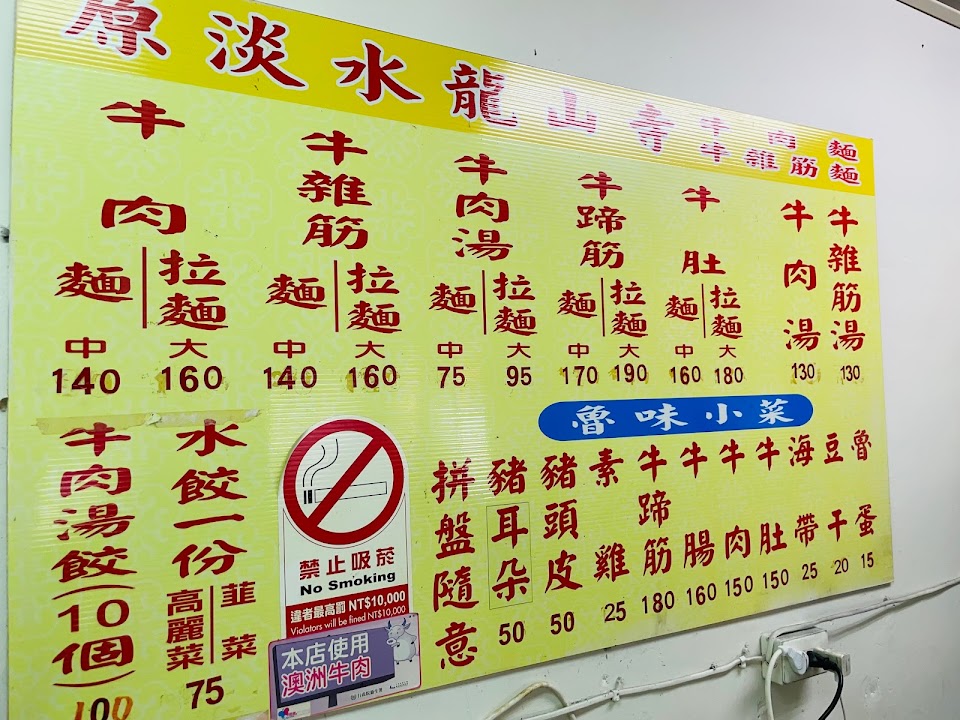 原淡水龍山寺牛肉麵
牛雜筋麵
牛肉
麵 拉麵
中 大
140 160
牛雜筋
麵 拉麵
中 大
140 160
牛肉湯
麵 拉麵
中 大
75 95
牛蹄筋
麵 拉麵
中 大
170 190
牛肚
麵 拉麵
中 大
160 180
牛肉湯
130
牛雜筋湯
130
牛肉湯餃(10個)
100
水餃一份
高麗菜 韭菜
75
魯味小菜
拼盤隨意
豬耳朵
50
豬頭皮
50
素雞
25
牛蹄筋
180
牛腸
160
牛肉
150
牛肚
150
海帶
25
豆干
20
魯蛋
15
禁止吸菸
No Smoking
違者最高罰 NT$10,000
Violators will be fined NT$10,000
本店使用
澳洲牛肉